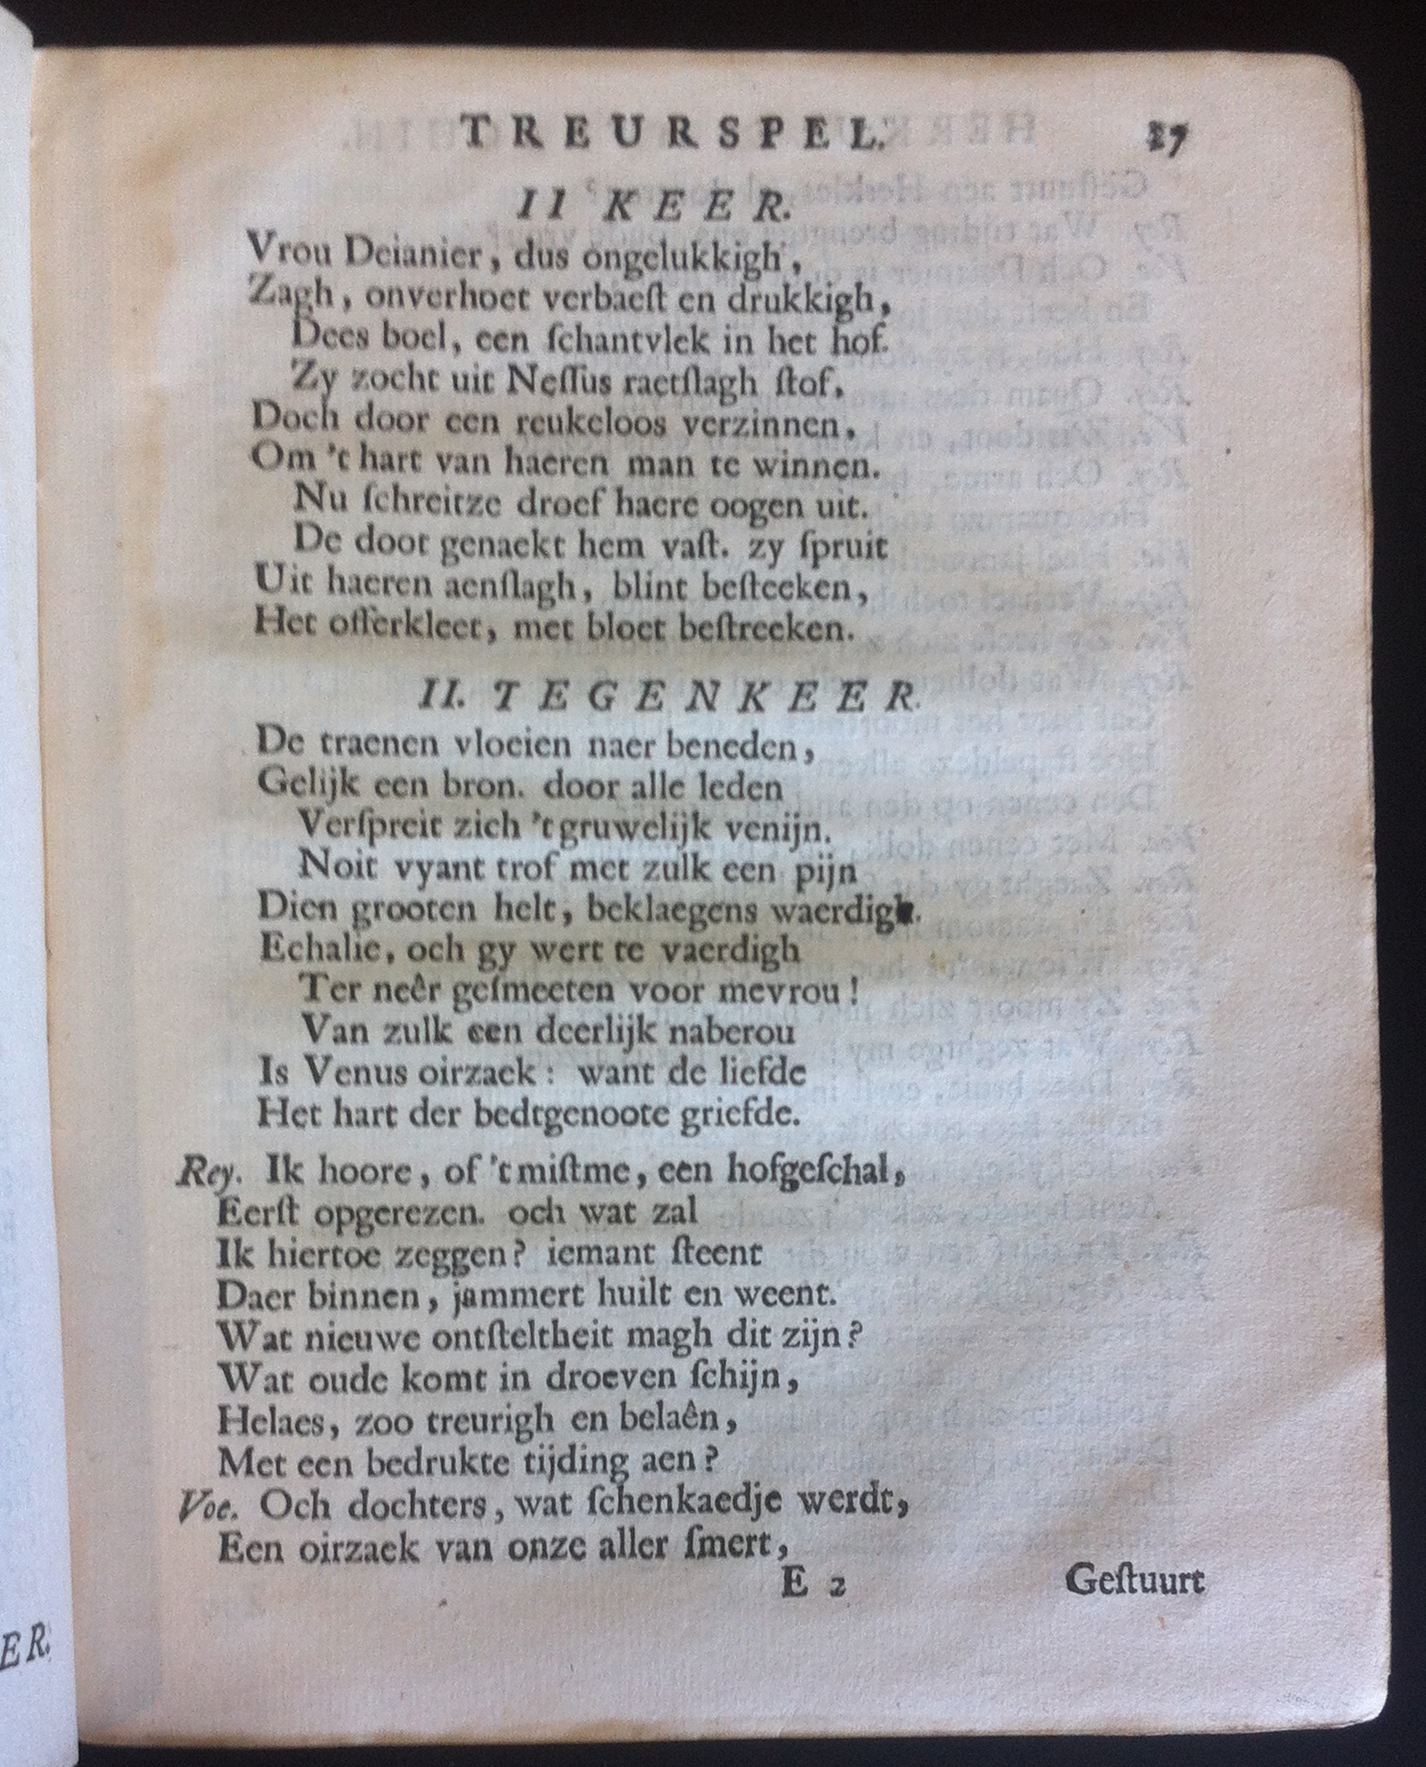 TREURSPEL. 27
II KEER.
Vrou Deianier, dus ongelukkigh,
Zagh, onverhoet verbaeſt en drukkigh,
Dees boel, een ſchantvlek in het hof.
Zy zocht uit Neſſus raetſlagh ſtof,
Doch door een reukeloos verzinnen,
Om 't hart van haeren man te winnen.
Nu ſchreitze droef haere oogen uit.
De doot genaekt hem vaſt. zy ſpruit
Uit haeren aenſlagh, blint beſteeken,
Het offerkleet, met bloet beſtreeken.
II. TEGENKEER.
De traenen vloeien naer beneden,
Gelijk een bron. door alle leden
Verſpreit zich 't gruwelijk venijn.
Noit vyant trof met zulk een pijn
Dien grooten helt, beklaegens waerdigh.
Echalie, och gy wert te vaerdigh
Ter neêr geſmeeten voor mevrou!
Van zulk een deerlijk naberou
Is Venus oirzaek: want de liefde
Het hart der bedtgenoote griefde.
Rey. Ik hoore, of 't miſtme, een hofgeſchal,
Eerſt opgerezen. och wat zal
Ik hiertoe zeggen? iemant ſteent
Daer binnen, jammert huilt en weent.
Wat nieuwe ontſteltheit magh dit zijn?
Wat oude komt in droeven ſchijn,
Helaes, zoo treurigh en belaên,
Met een bedrukte tijding aen?
Voe. Och dochters, wat ſchenkaedje werdt,
Een oirzaek van onze aller ſmert,
E 2 Geſtuurt
ER.